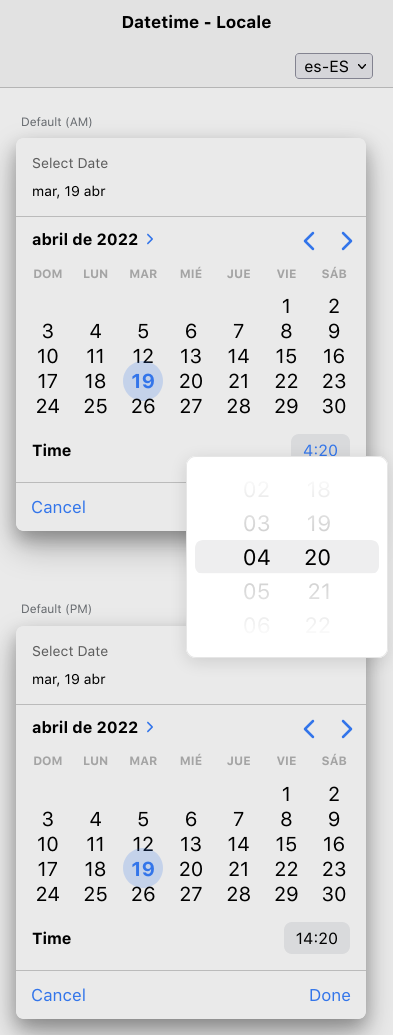 Datetime - Locale
es-ES
Default (AM)
Select Date
mar, 19 abr
abril de 2022
DOM LUN MAR MIÉ JUE VIE SÁB
1 2
3 4 5 6 7 8 9
10 11 12 13 14 15 16
17 18 19 20 21 22 23
24 25 26 27 28 29 30
Time 4:20
Cancel
02 18
03 19
04 20
05 21
06 22
Default (PM)
Select Date
mar, 19 abr
abril de 2022
DOM LUN MAR MIÉ JUE VIE SÁB
1 2
3 4 5 6 7 8 9
10 11 12 13 14 15 16
17 18 19 20 21 22 23
24 25 26 27 28 29 30
Time 14:20
Cancel Done